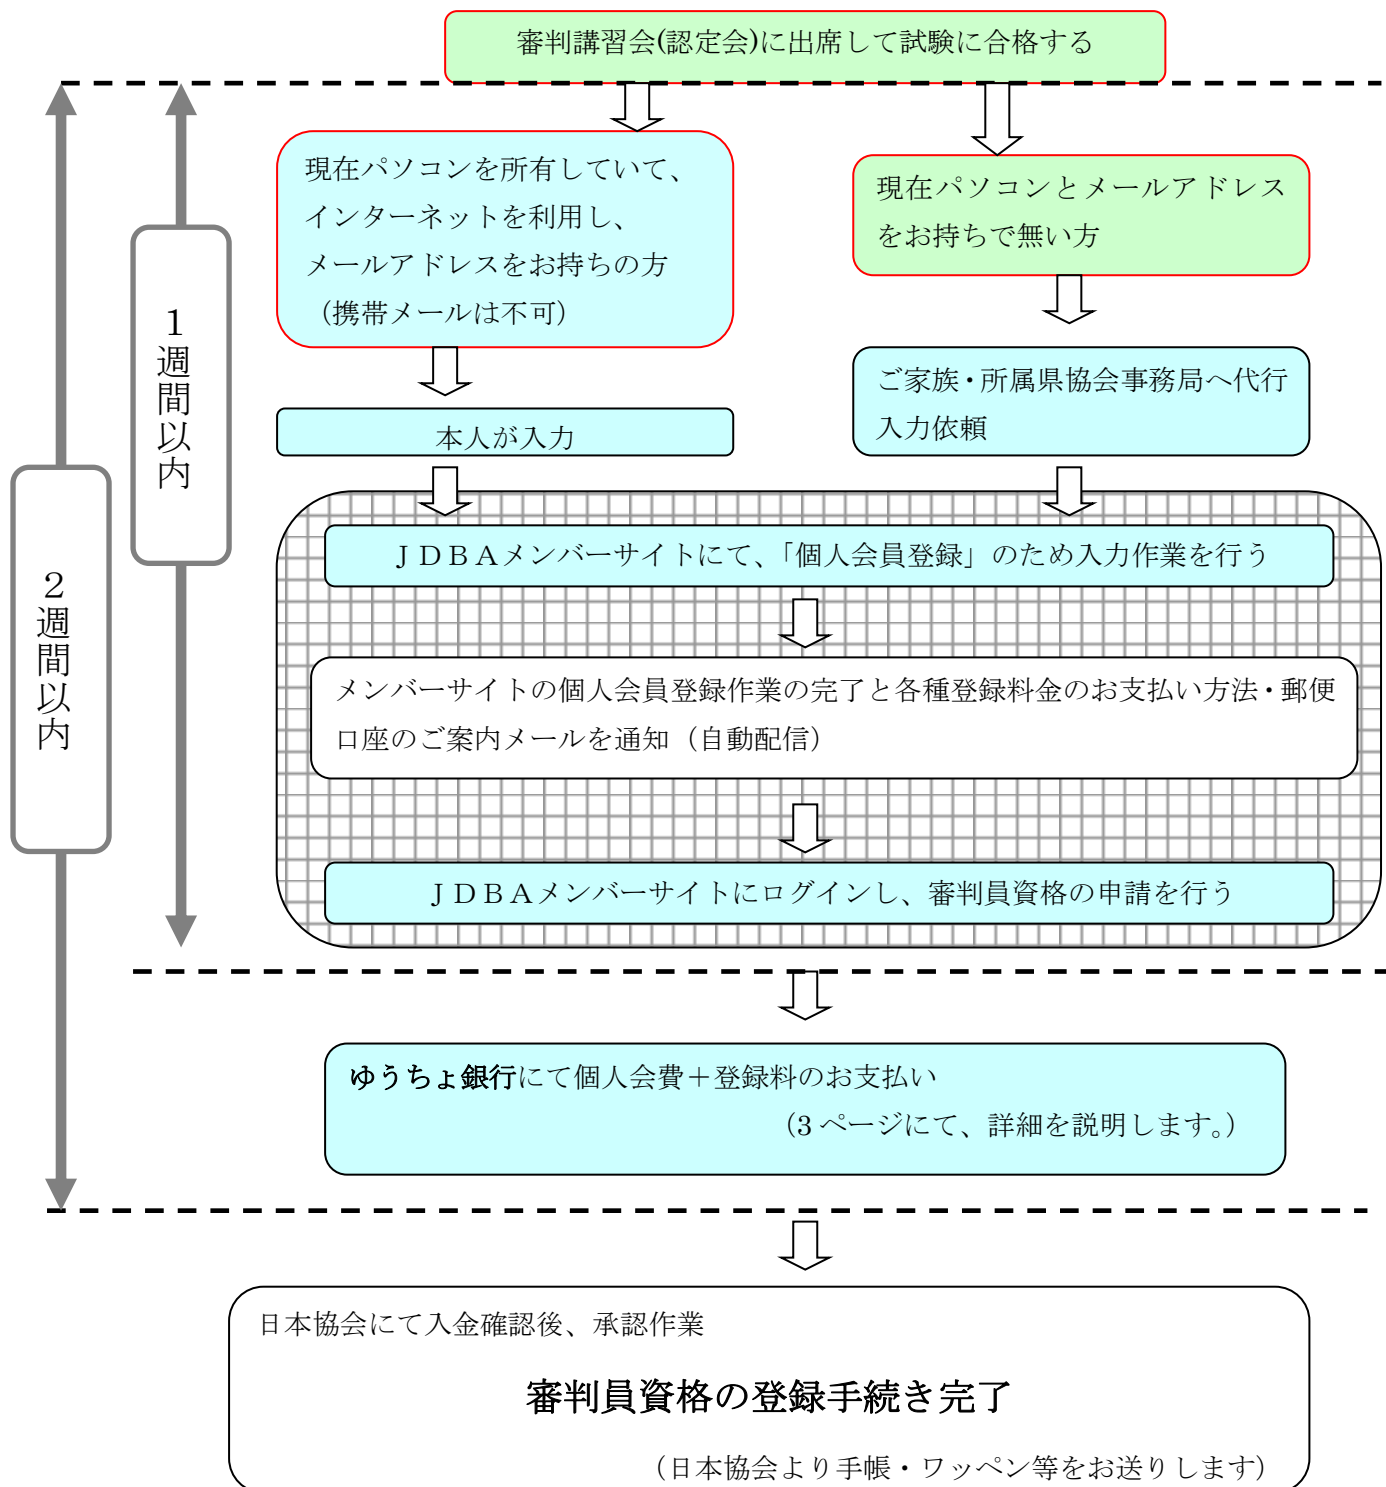 審判講習会(認定会)に出席して試験に合格する
現在パソコンを所有していて、
インターネットを利用し、
メールアドレスをお持ちの方
（携帯メールは不可）
現在パソコンとメールアドレス
をお持ちで無い方
１週間以内
ご家族・所属県協会事務局へ代行
入力依頼
本人が入力
２週間以内
ＪＤＢＡメンバーサイトにて、「個人会員登録」のため入力作業を行う
メンバーサイトの個人会員登録作業の完了と各種登録料金のお支払い方法・郵便
口座のご案内メールを通知（自動配信）
ＪＤＢＡメンバーサイトにログインし、審判員資格の申請を行う
ゆうちょ銀行にて個人会費＋登録料のお支払い
（3 ページにて、詳細を説明します。）
日本協会にて入金確認後、承認作業
審判員資格の登録手続き完了
（日本協会より手帳・ワッペン等をお送りします）